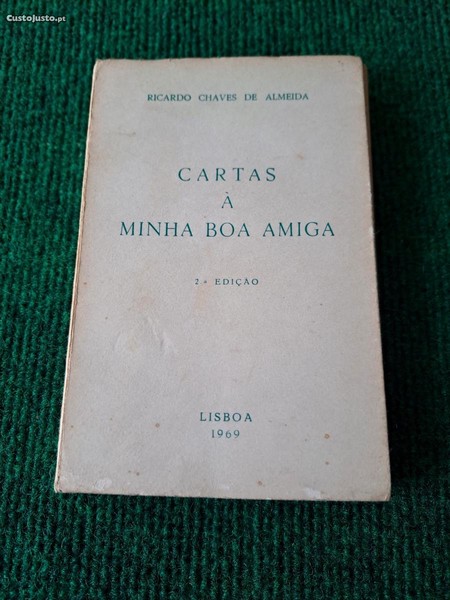 CustoJusto.pt
RICARDO CHAVES DE ALMEIDA
CARTAS
À
MINHA BOA AMIGA
2.ª EDIÇÃO
LISBOA
1969